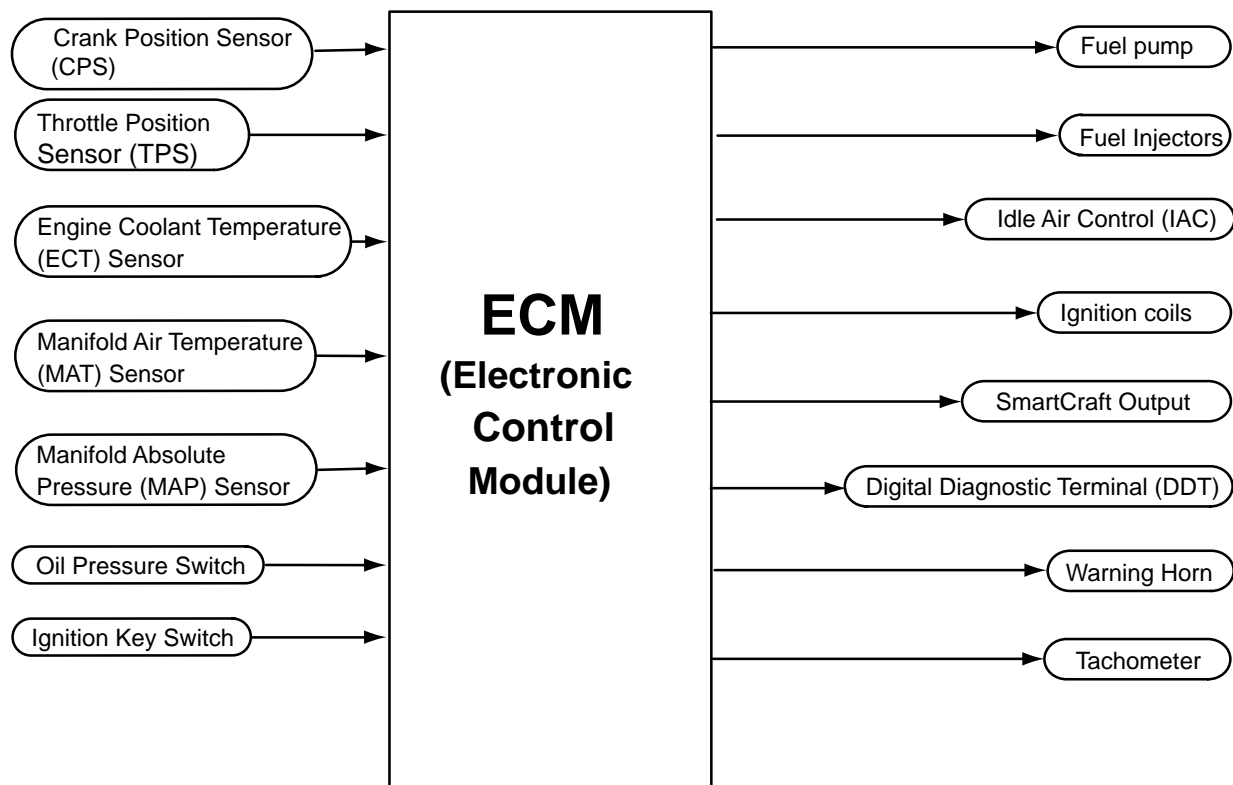 Crank Position Sensor
(CPS)
Throttle Position
Sensor (TPS)
Engine Coolant Temperature
(ECT) Sensor
Manifold Air Temperature
(MAT) Sensor
Manifold Absolute
Pressure (MAP) Sensor
Oil Pressure Switch
Ignition Key Switch
ECM
(Electronic
Control
Module)
Fuel pump
Fuel Injectors
Idle Air Control (IAC)
Ignition coils
SmartCraft Output
Digital Diagnostic Terminal (DDT)
Warning Horn
Tachometer